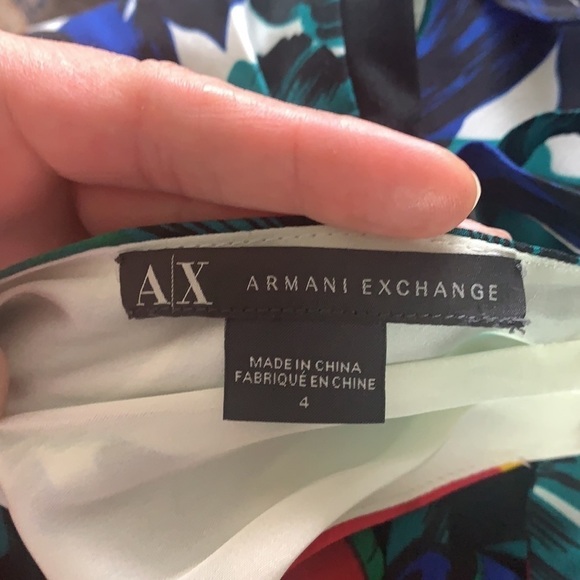 A|X ARMANI EXCHANGE
MADE IN CHINA
FABRIQUÉ EN CHINE
4